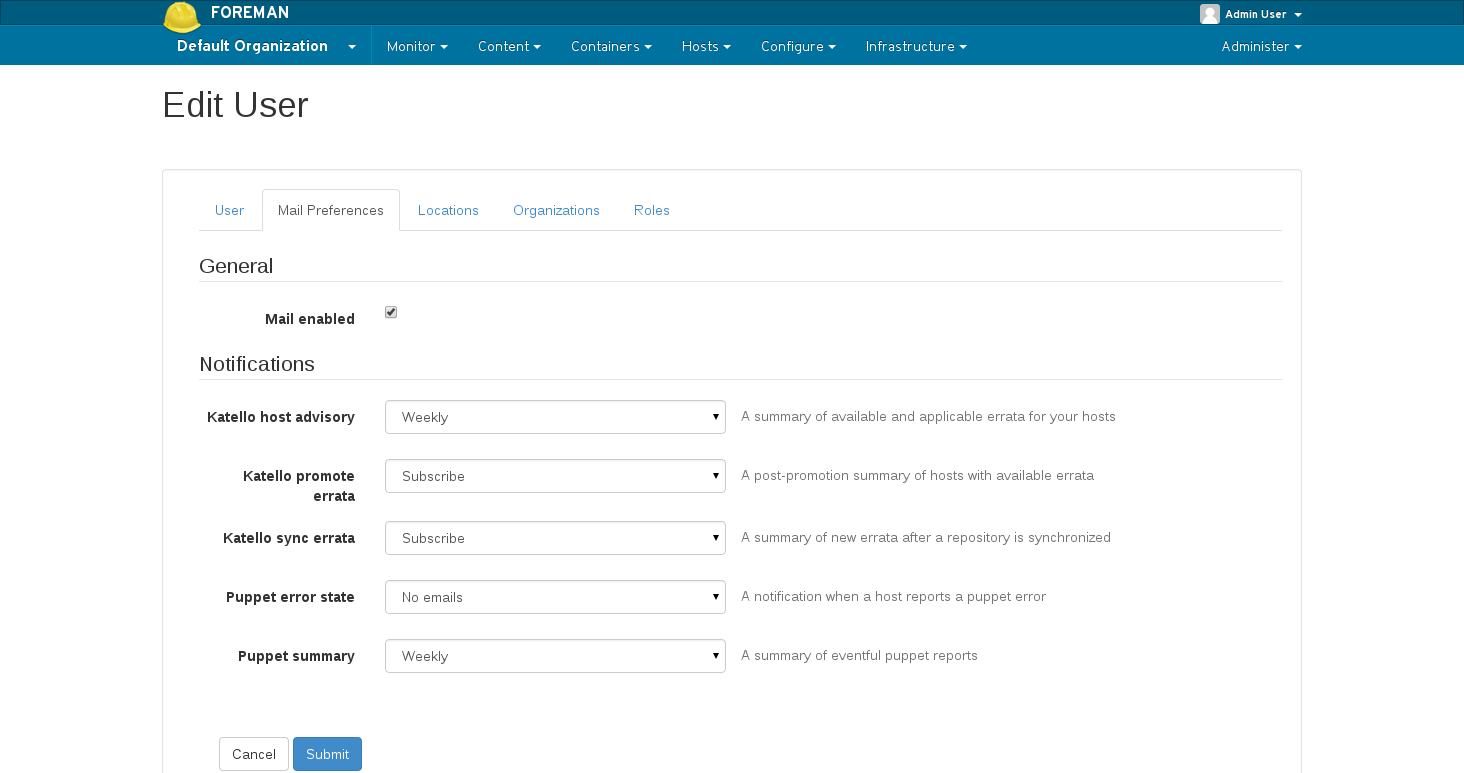 FOREMAN
Admin User
Default Organization Monitor Content Containers Hosts Configure Infrastructure Administer
Edit User
User Mail Preferences Locations Organizations Roles
General
Mail enabled
Notifications
Katello host advisory Weekly A summary of available and applicable errata for your hosts
Katello promote errata Subscribe A post-promotion summary of hosts with available errata
Katello sync errata Subscribe A summary of new errata after a repository is synchronized
Puppet error state No emails A notification when a host reports a puppet error
Puppet summary Weekly A summary of eventful puppet reports
Cancel Submit